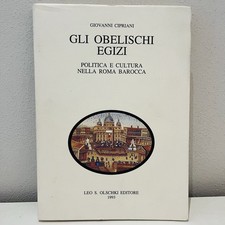 GIOVANNI CIPRIANI
GLI OBELISCHI
EGIZI
POLITICA E CULTURA
NELLA ROMA BAROCCA
LEO S. OLSCHKI EDITORE
1993